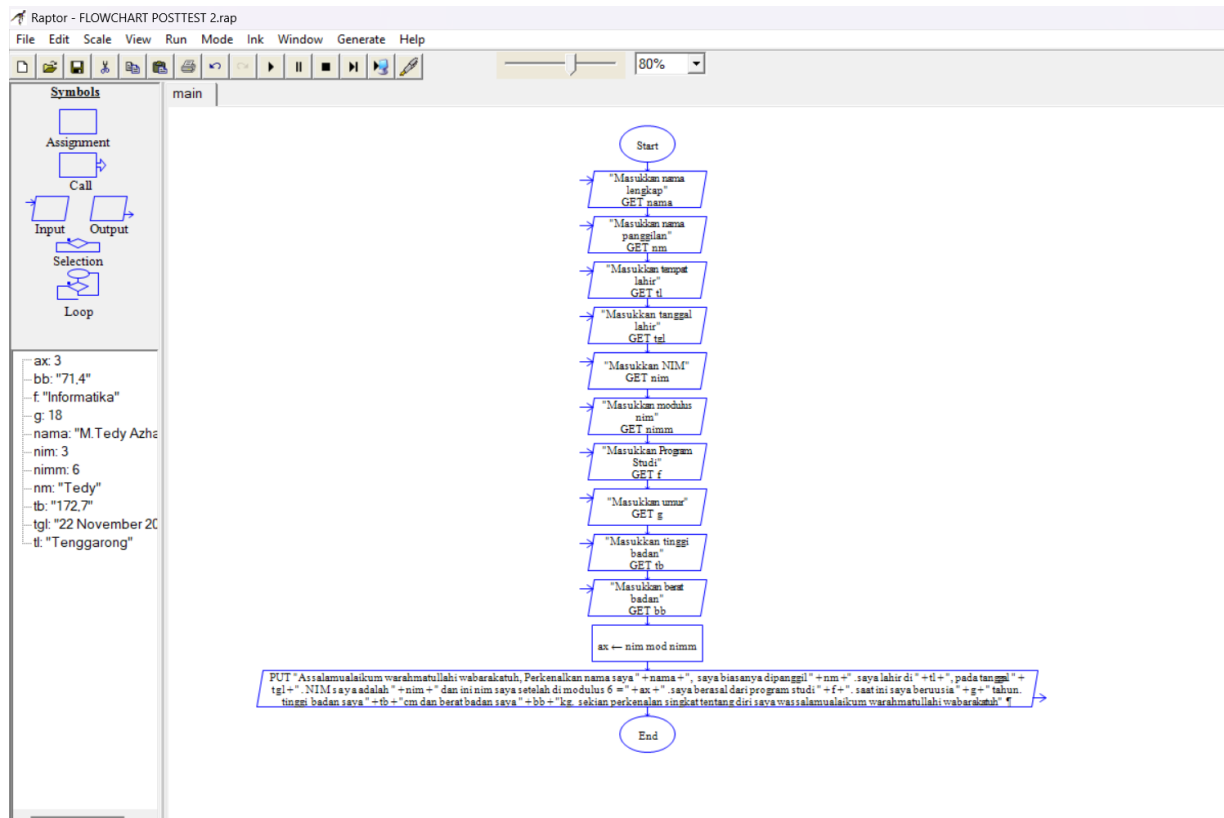 Raptor - FLOWCHART POSTTEST 2.rap
File Edit Scale View Run Mode Ink Window Generate Help
80%
Symbols
Assignment
Call
Input Output
Selection
Loop
ax: 3
bb: "71,4"
f: "Informatika"
g: 18
nama: "M.Tedy Azha
nim: 3
nimm: 6
nm: "Tedy"
tb: "172,7"
tgl: "22 November 20
tl: "Tenggarong"
main
Start
"Masukkan nama
lengkap"
GET nama
"Masukkan nama
panggilan"
GET nm
"Masukkan tempat
lahir"
GET tl
"Masukkan tanggal
lahir"
GET tgl
"Masukkan NIM"
GET nim
"Masukkan modulus
nim"
GET nimm
"Masukkan Program
Studi"
GET f
"Masukkan umur"
GET g
"Masukkan tinggi
badan"
GET tb
"Masukkan berat
badan"
GET bb
ax ← nim mod nimm
PUT "Assalamualaikum warahmatullahi wabarakatuh, Perkenalkan nama saya "+nama+", saya biasanya dipanggil "+nm+" .saya lahir di "+tl+", pada tanggal "+
tgl+". NIM saya adalah "+nim+" dan ini nim saya setelah di modulus 6 = "+ax+" .saya berasal dari program studi "+f+". saat ini saya beruusia "+g+" tahun.
tinggi badan saya "+tb+"cm dan berat badan saya "+bb+"kg, sekian perkenalan singkat tentang diri saya wassalamualaikum warahmatullahi wabarakatuh" ¶
End